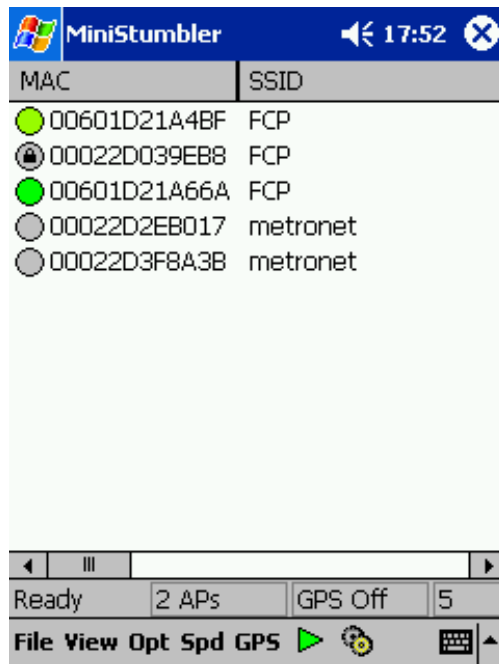 MiniStumbler 17:52
MAC SSID
00601D21A4BF FCP
00022D039EB8 FCP
00601D21A66A FCP
00022D2EB017 metronet
00022D3F8A3B metronet
Ready 2 APs GPS Off 5
File View Opt Spd GPS